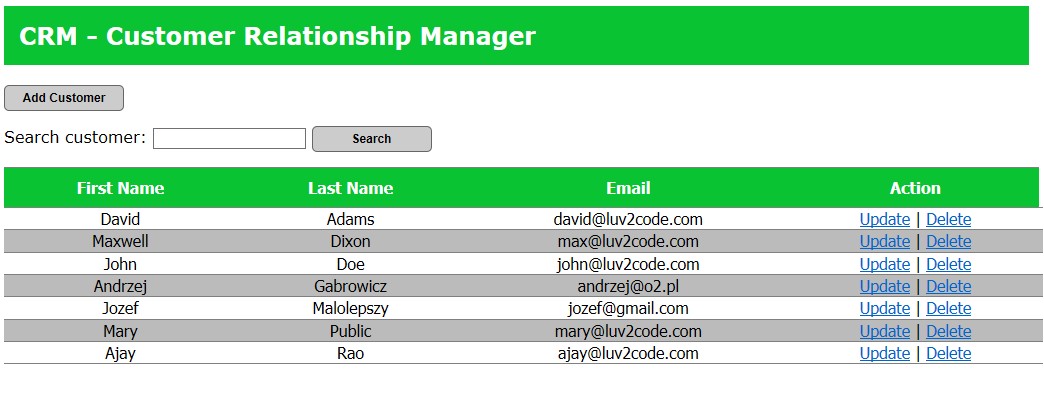 CRM - Customer Relationship Manager
Add Customer
Search customer: Search
First Name Last Name Email Action
David Adams david@luv2code.com Update | Delete
Maxwell Dixon max@luv2code.com Update | Delete
John Doe john@luv2code.com Update | Delete
Andrzej Gabrowicz andrzej@o2.pl Update | Delete
Jozef Malolepszy jozef@gmail.com Update | Delete
Mary Public mary@luv2code.com Update | Delete
Ajay Rao ajay@luv2code.com Update | Delete